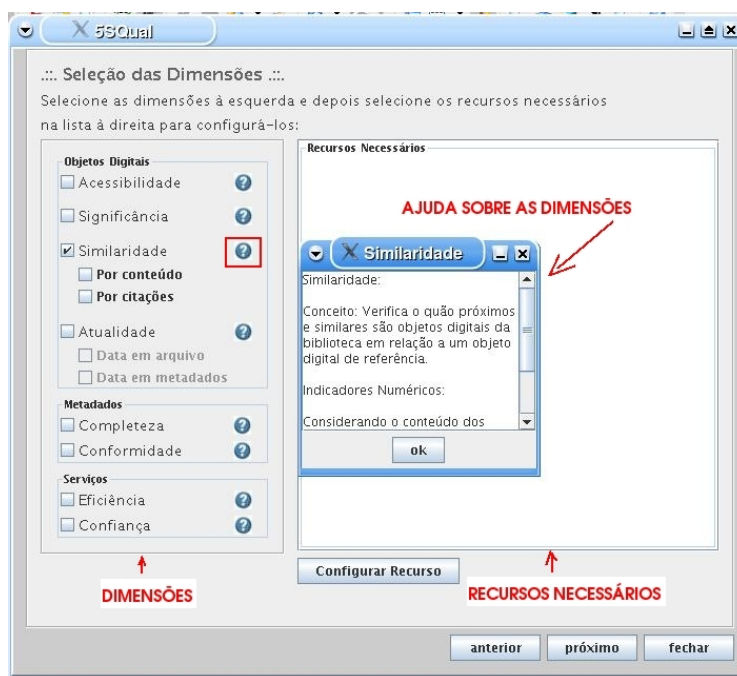 5SQual
.::. Seleção das Dimensões .::.
Selecione as dimensões à esquerda e depois selecione os recursos necessários
na lista à direita para configurá-los:
Objetos Digitais
Acessibilidade
Significância
Similaridade
Por conteúdo
Por citações
Atualidade
Data em arquivo
Data em metadados
Metadados
Completeza
Conformidade
Serviços
Eficiência
Confiança
DIMENSÕES
Recursos Necessários
AJUDA SOBRE AS DIMENSÕES
Similaridade
Similaridade:
Conceito: Verifica o quão próximos
e similares são objetos digitais da
biblioteca em relação a um objeto
digital de referência.
Indicadores Numéricos:
Considerando o conteúdo dos
ok
Configurar Recurso
RECURSOS NECESSÁRIOS
anterior próximo fechar